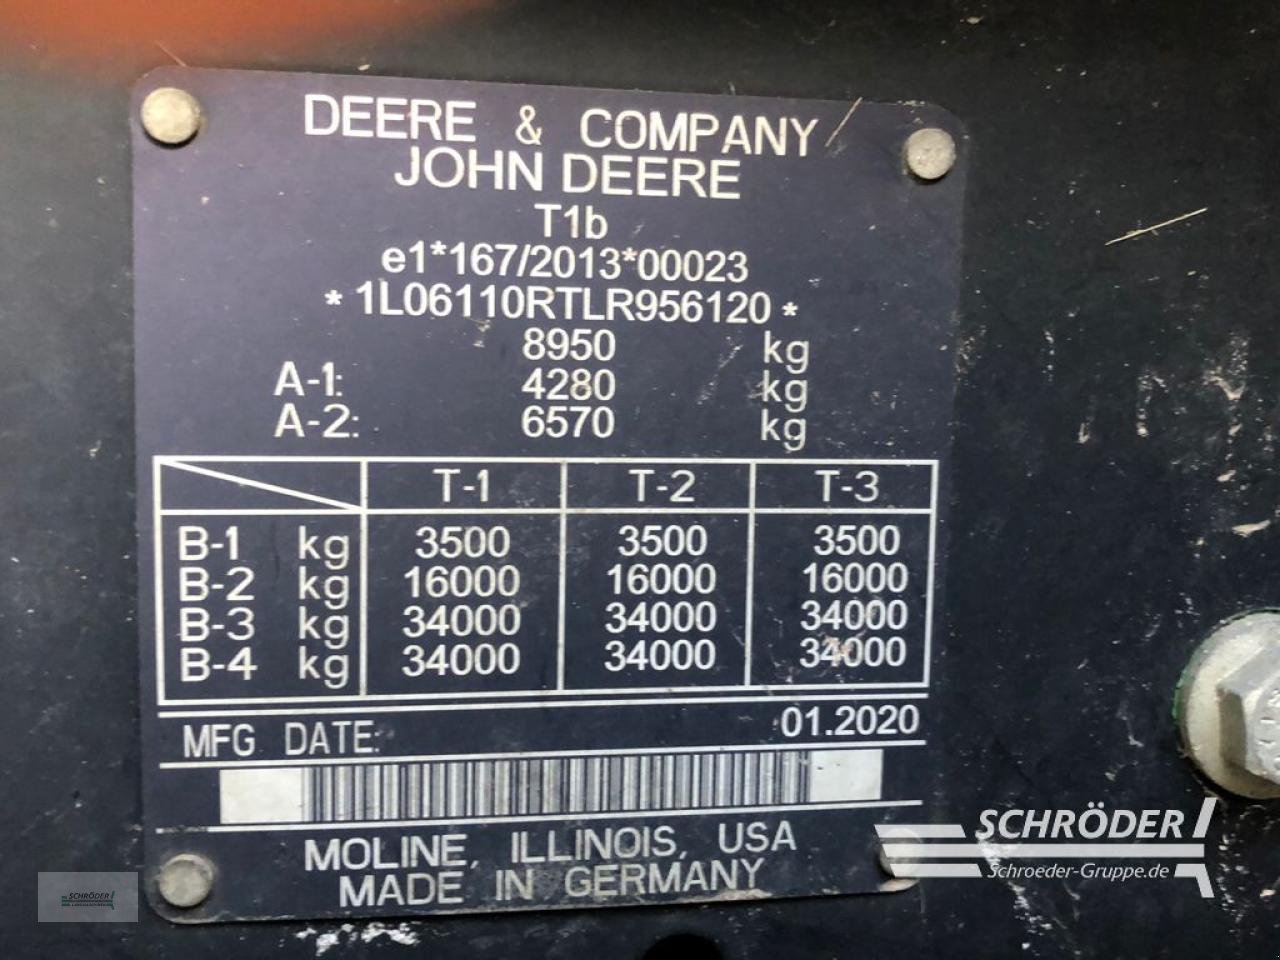 DEERE & COMPANY
JOHN DEERE
T1b
e1*167/2013*00023
* 1L06110RTLR956120 *
8950 kg
A-1: 4280 kg
A-2: 6570 kg
T-1 T-2 T-3
B-1 kg 3500 3500 3500
B-2 kg 16000 16000 16000
B-3 kg 34000 34000 34000
B-4 kg 34000 34000 34000
MFG DATE: 01.2020
MOLINE, ILLINOIS, USA
MADE IN GERMANY
SCHRÖDER
Schroeder-Gruppe.de
SCHRÖDER